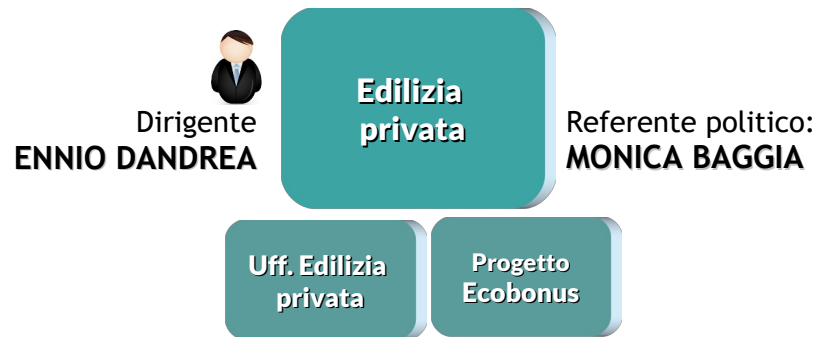 Edilizia
privata
Dirigente
ENNIO DANDREA
Referente politico:
MONICA BAGGIA
Uff. Edilizia
privata
Progetto
Ecobonus